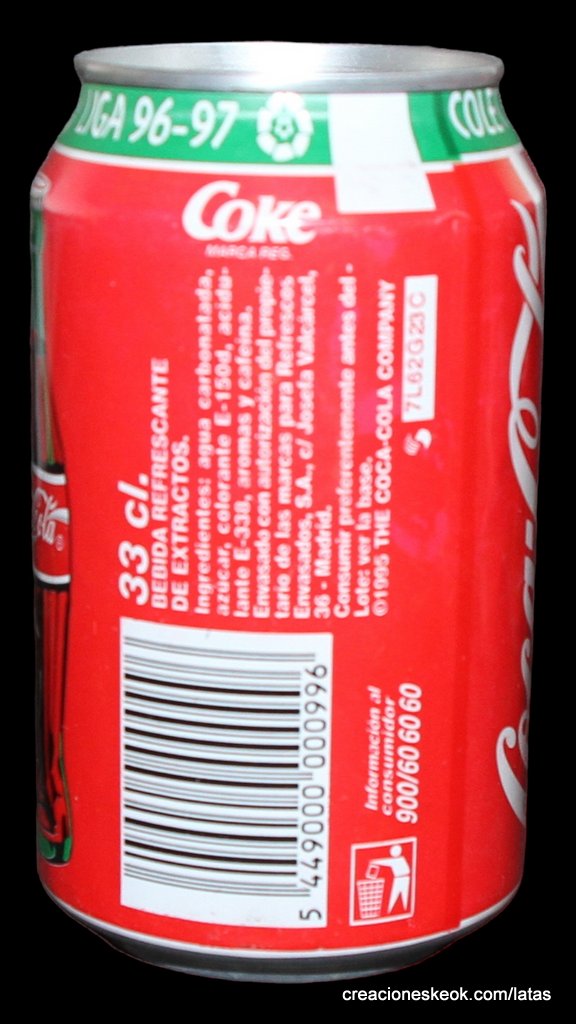 LIGA 96-97
COLE
Coke
MARCA REG.
33 cl.
BEBIDA REFRESCANTE
DE EXTRACTOS.
Ingredientes: agua carbonatada,
azúcar, colorante E-150d, acidu-
lante E-338, aromas y cafeína.
Envasado con autorización del propie-
tario de las marcas para Refrescos
Envasados, S.A., c/ Josefa Valcárcel,
36 - Madrid.
Consumir preferentemente antes del -
Lote: ver la base.
©1995 THE COCA-COLA COMPANY
7L62G23C
5 449000 000996
Información al
consumidor
900/60 60 60
Coca-C
Cola®
creacioneskeok.com/latas